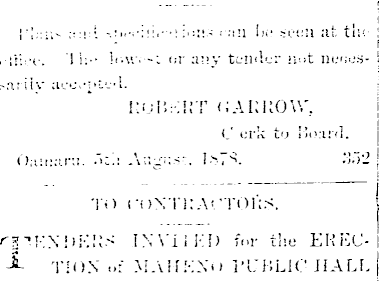 Plans and specifications can be seen at the
office. The lowest or any tender not neces-
sarily accepted.
ROBERT GARROW,
Clerk to Board.
Oamaru, 5th August, 1878. 352
TO CONTRACTORS.
TENDERS INVITED for the EREC-
TION of MAHENO PUBLIC HALL